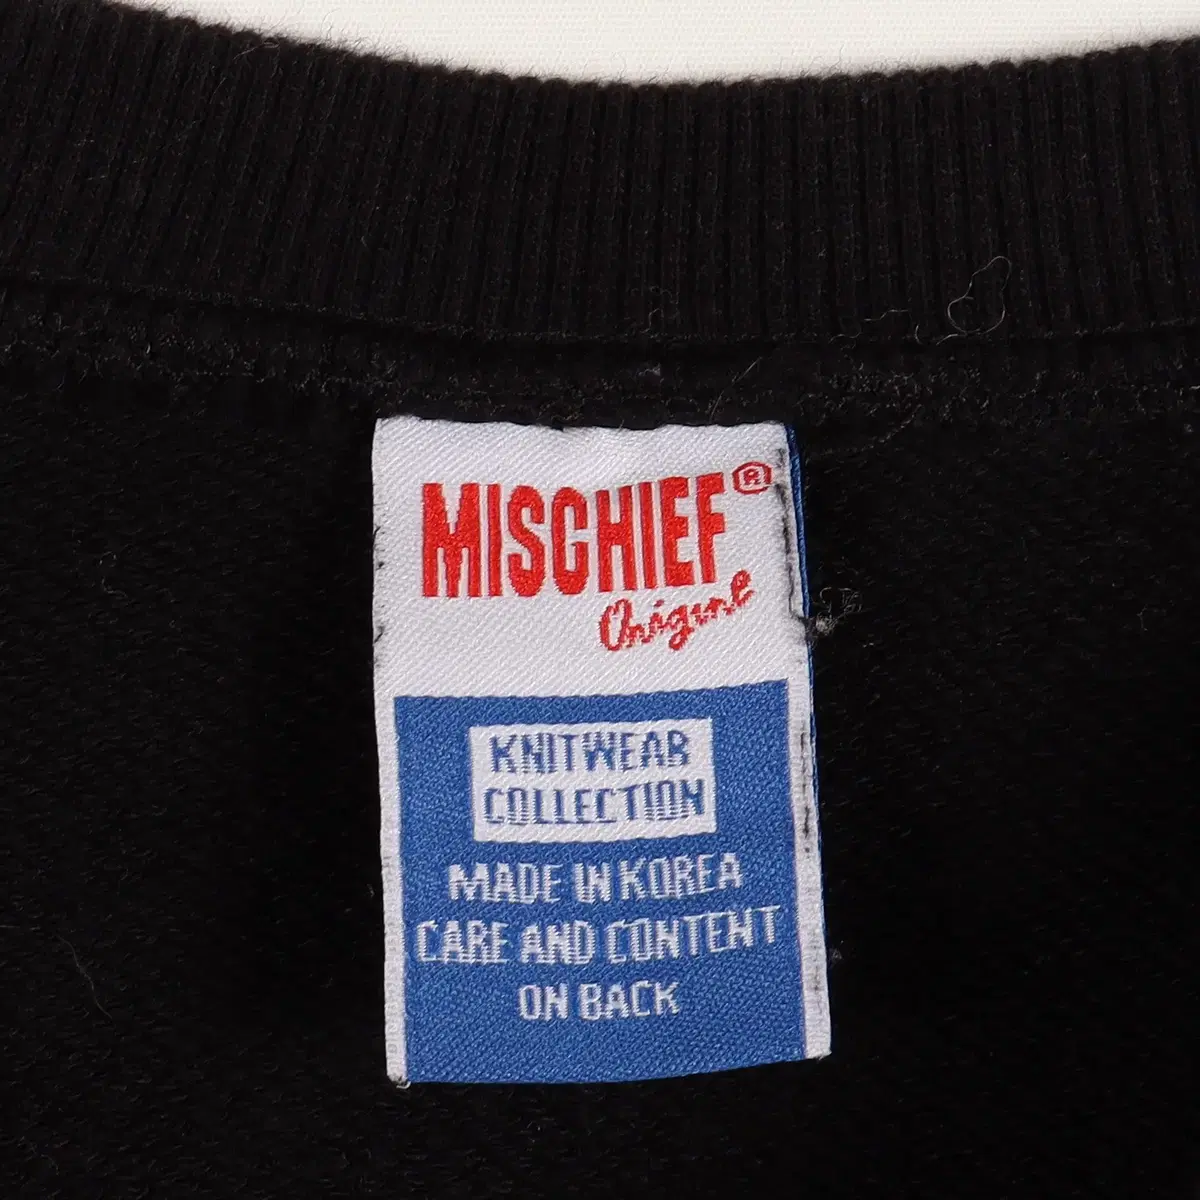 MISCHIEF®
Origine
KNITWEAR
COLLECTION
MADE IN KOREA
CARE AND CONTENT
ON BACK